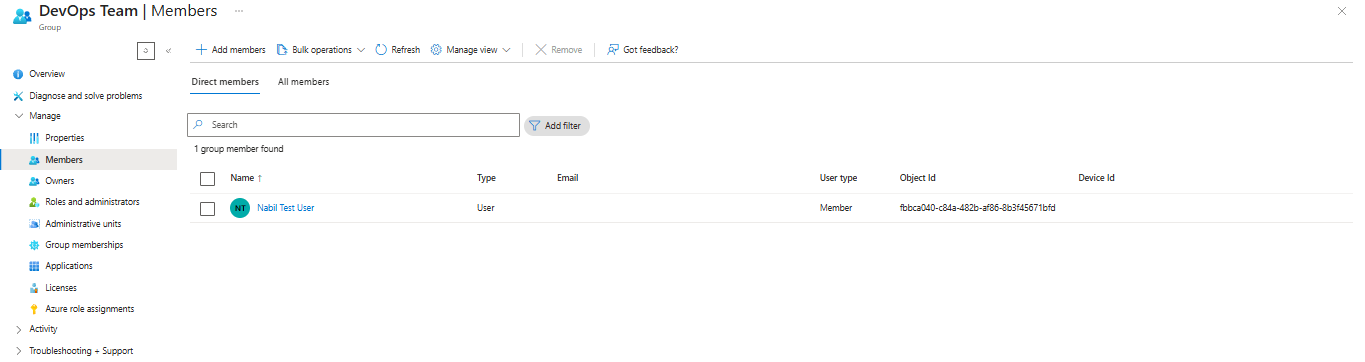 DevOps Team | Members ...
Group
Add members Bulk operations Refresh Manage view Remove Got feedback?
Overview
Diagnose and solve problems
Manage
Properties
Members
Owners
Roles and administrators
Administrative units
Group memberships
Applications
Licenses
Azure role assignments
Activity
Troubleshooting + Support
Direct members All members
Search Add filter
1 group member found
Name ↑ Type Email User type Object Id Device Id
NT Nabil Test User User Member fbbca040-c84a-482b-af86-8b3f45671bfd